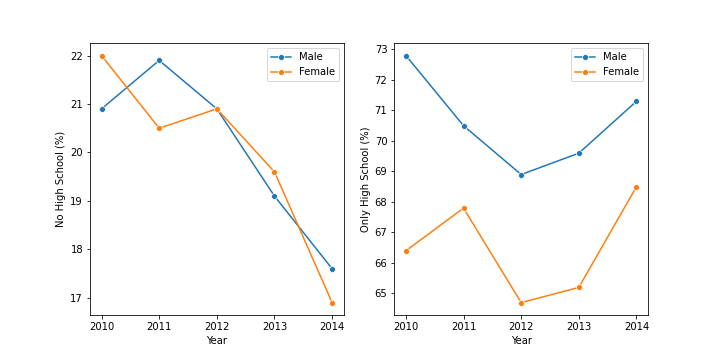 No High School (%)
22
21
20
19
18
17
2010 2011 2012 2013 2014
Year
Male
Female
Only High School (%)
73
72
71
70
69
68
67
66
65
2010 2011 2012 2013 2014
Year
Male
Female